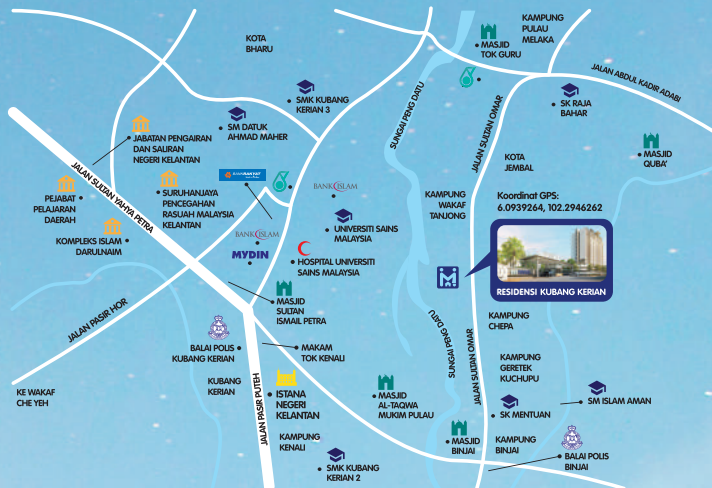 KAMPUNG
PULAU
MELAKA
KOTA
BHARU
MASJID
TOK GURU
JALAN ABDUL KADIR ADABI
SUNGAI PENG DATU
SMK KUBANG
KERIAN 3
JALAN SULTAN OMAR
SK RAJA
BAHAR
SM DATUK
AHMAD MAHER
JABATAN PENGAIRAN
DAN SALIRAN
NEGERI KELANTAN
KOTA
JEMBAL
MASJID
QUBA'
JALAN SULTAN YAHYA PETRA
PEJABAT
PELAJARAN
DAERAH
SURUHANJAYA
PENCEGAHAN
RASUAH MALAYSIA
KELANTAN
BANK ISLAM
KAMPUNG
WAKAF
TANJONG
Koordinat GPS:
6.0939264, 102.2946262
UNIVERSITI SAINS
MALAYSIA
KOMPLEKS ISLAM
DARULNAIM
BANK ISLAM
MYDIN
HOSPITAL UNIVERSITI
SAINS MALAYSIA
RESIDENSI KUBANG KERIAN
JALAN PASIR HOR
MASJID
SULTAN
ISMAIL PETRA
KAMPUNG
CHEPA
SUNGAI PENG DATU
JALAN SULTAN OMAR
BALAI POLIS
KUBANG KERIAN
MAKAM
TOK KENALI
KAMPUNG
GERETEK
KUCHUPU
KUBANG
KERIAN
KE WAKAF
CHE YEH
JALAN PASIR PUTEH
ISTANA
NEGERI
KELANTAN
MASJID
AL-TAQWA
MUKIM PULAU
SM ISLAM AMAN
SK MENTUAN
KAMPUNG
KENALI
MASJID
BINJAI
KAMPUNG
BINJAI
BALAI POLIS
BINJAI
SMK KUBANG
KERIAN 2